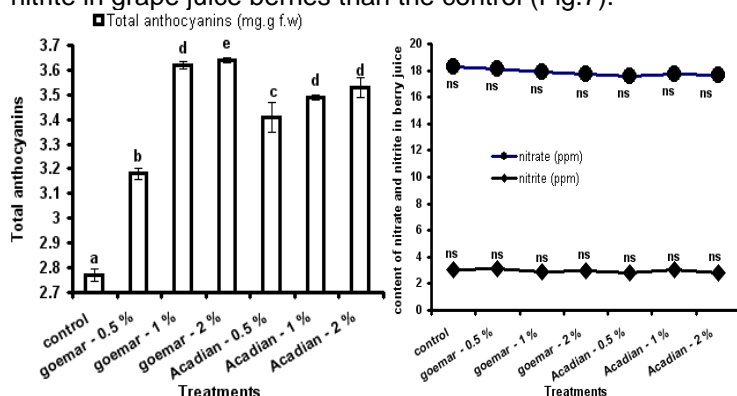 nitrite in grape juice berries than the control (Fig.7).
Total anthocyanins (mg.g f.w)
3.7
3.6
3.5
3.4
3.3
3.2
3.1
3
2.9
2.8
2.7
Total anthocyanins
a
b
d
e
c
d
d
control
goemar - 0.5 %
goemar - 1 %
goemar - 2 %
Acadian - 0.5 %
Acadian - 1 %
Acadian - 2 %
Treatments
20
18
16
14
12
10
8
6
4
2
0
content of nitrate and nitrite in berry juice
ns ns ns ns ns ns ns
nitrate (ppm)
nitrite (ppm)
ns ns ns ns ns ns ns
control
goemar - 0.5 %
goemar - 1 %
goemar - 2 %
Acadian - 0.5 %
Acadian - 1 %
Acadian - 2 %
Treatments